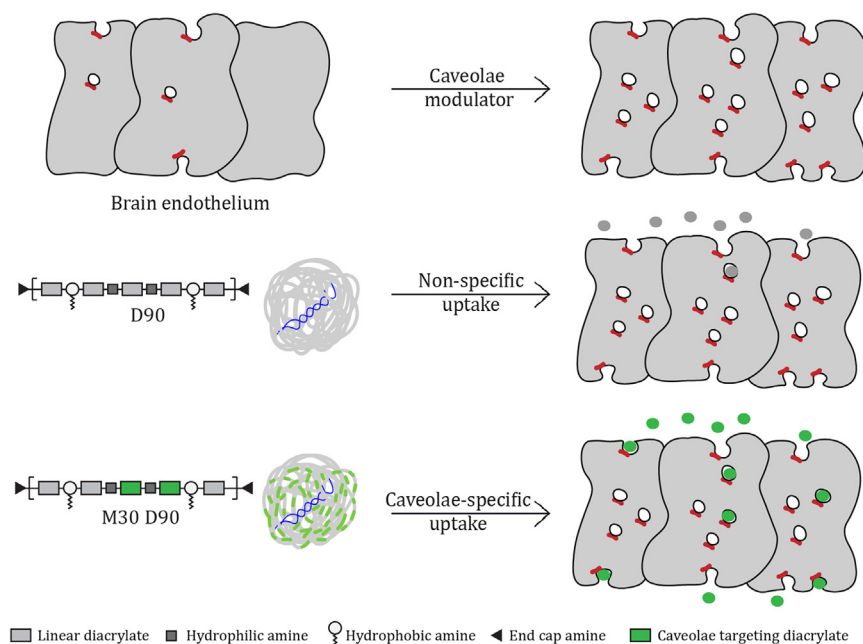 Caveolae
modulator
Brain endothelium
Non-specific
uptake
D90
Caveolae-specific
uptake
M30 D90
Linear diacrylate Hydrophilic amine Hydrophobic amine End cap amine Caveolae targeting diacrylate